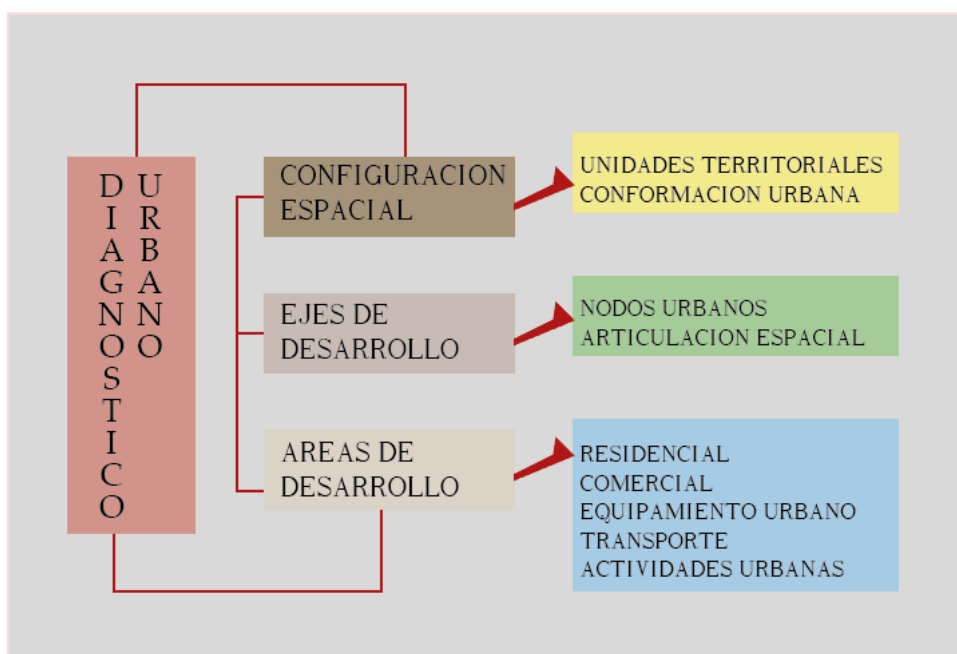 DIAGNOSTICO
URBANO
CONFIGURACION
ESPACIAL
UNIDADES TERRITORIALES
CONFORMACION URBANA
EJES DE
DESARROLLO
NODOS URBANOS
ARTICULACION ESPACIAL
AREAS DE
DESARROLLO
RESIDENCIAL
COMERCIAL
EQUIPAMIENTO URBANO
TRANSPORTE
ACTIVIDADES URBANAS